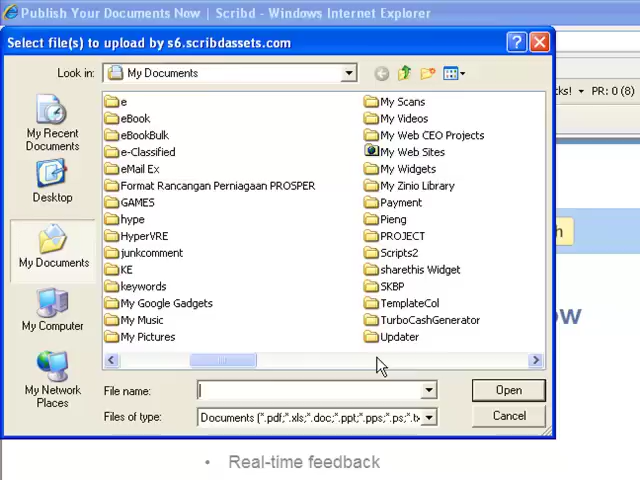 Publish Your Documents Now | Scribd - Windows Internet Explorer
Select file(s) to upload by s6.scribdassets.com
Look in: My Documents
cks! PR: 0 (8)
My Recent Documents
Desktop
My Documents
My Computer
My Network Places
e
eBook
eBookBulk
e-Classified
eMail Ex
Format Rancangan Perniagaan PROSPER
GAMES
hype
HyperVRE
junkcomment
KE
keywords
My Google Gadgets
My Music
My Pictures
My Scans
My Videos
My Web CEO Projects
My Web Sites
My Widgets
My Zinio Library
Payment
Pieng
PROJECT
Scripts2
sharethis Widget
SKBP
TemplateCol
TurboCashGenerator
Updater
h
ow
File name:
Open
Files of type: Documents (*.pdf;*.xls;*.doc;*.ppt;*.pps;*.ps;*.tx
Cancel
• Real-time feedback